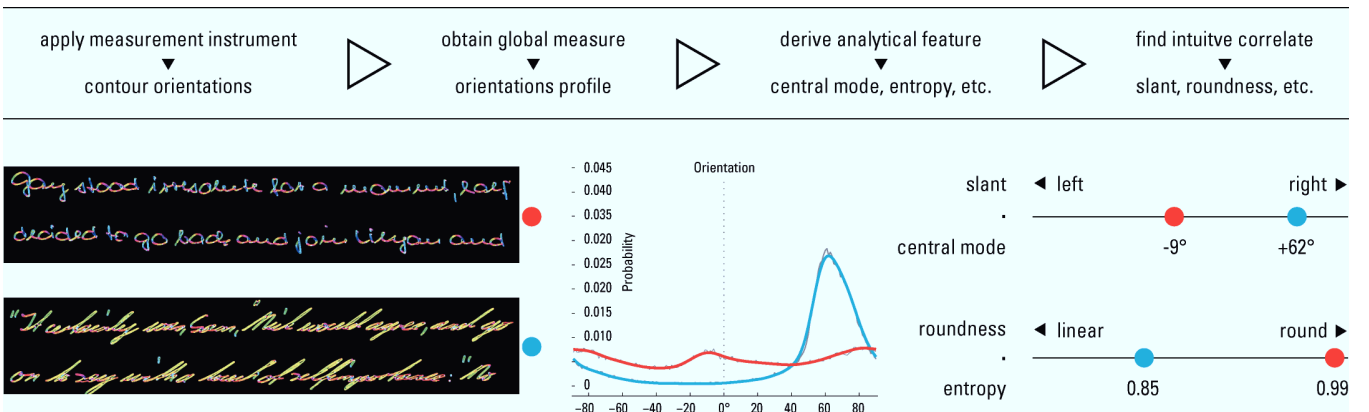 apply measurement instrument
▼
contour orientations
obtain global measure
▼
orientations profile
derive analytical feature
▼
central mode, entropy, etc.
find intuitve correlate
▼
slant, roundness, etc.
Gary stood irresolute for a moment, half
decided to go back and join Lilyan and
"It certainly was, Sam," Nick would agree, and go
on to say with a touch of selfimportance: "No
Orientation
Probability
0.045
0.040
0.035
0.030
0.025
0.020
0.010
0.005
0
-80 -60 -40 -20 0° 20 40 60 80
slant ◀ left right ▶
central mode -9° +62°
roundness ◀ linear round ▶
entropy 0.85 0.99